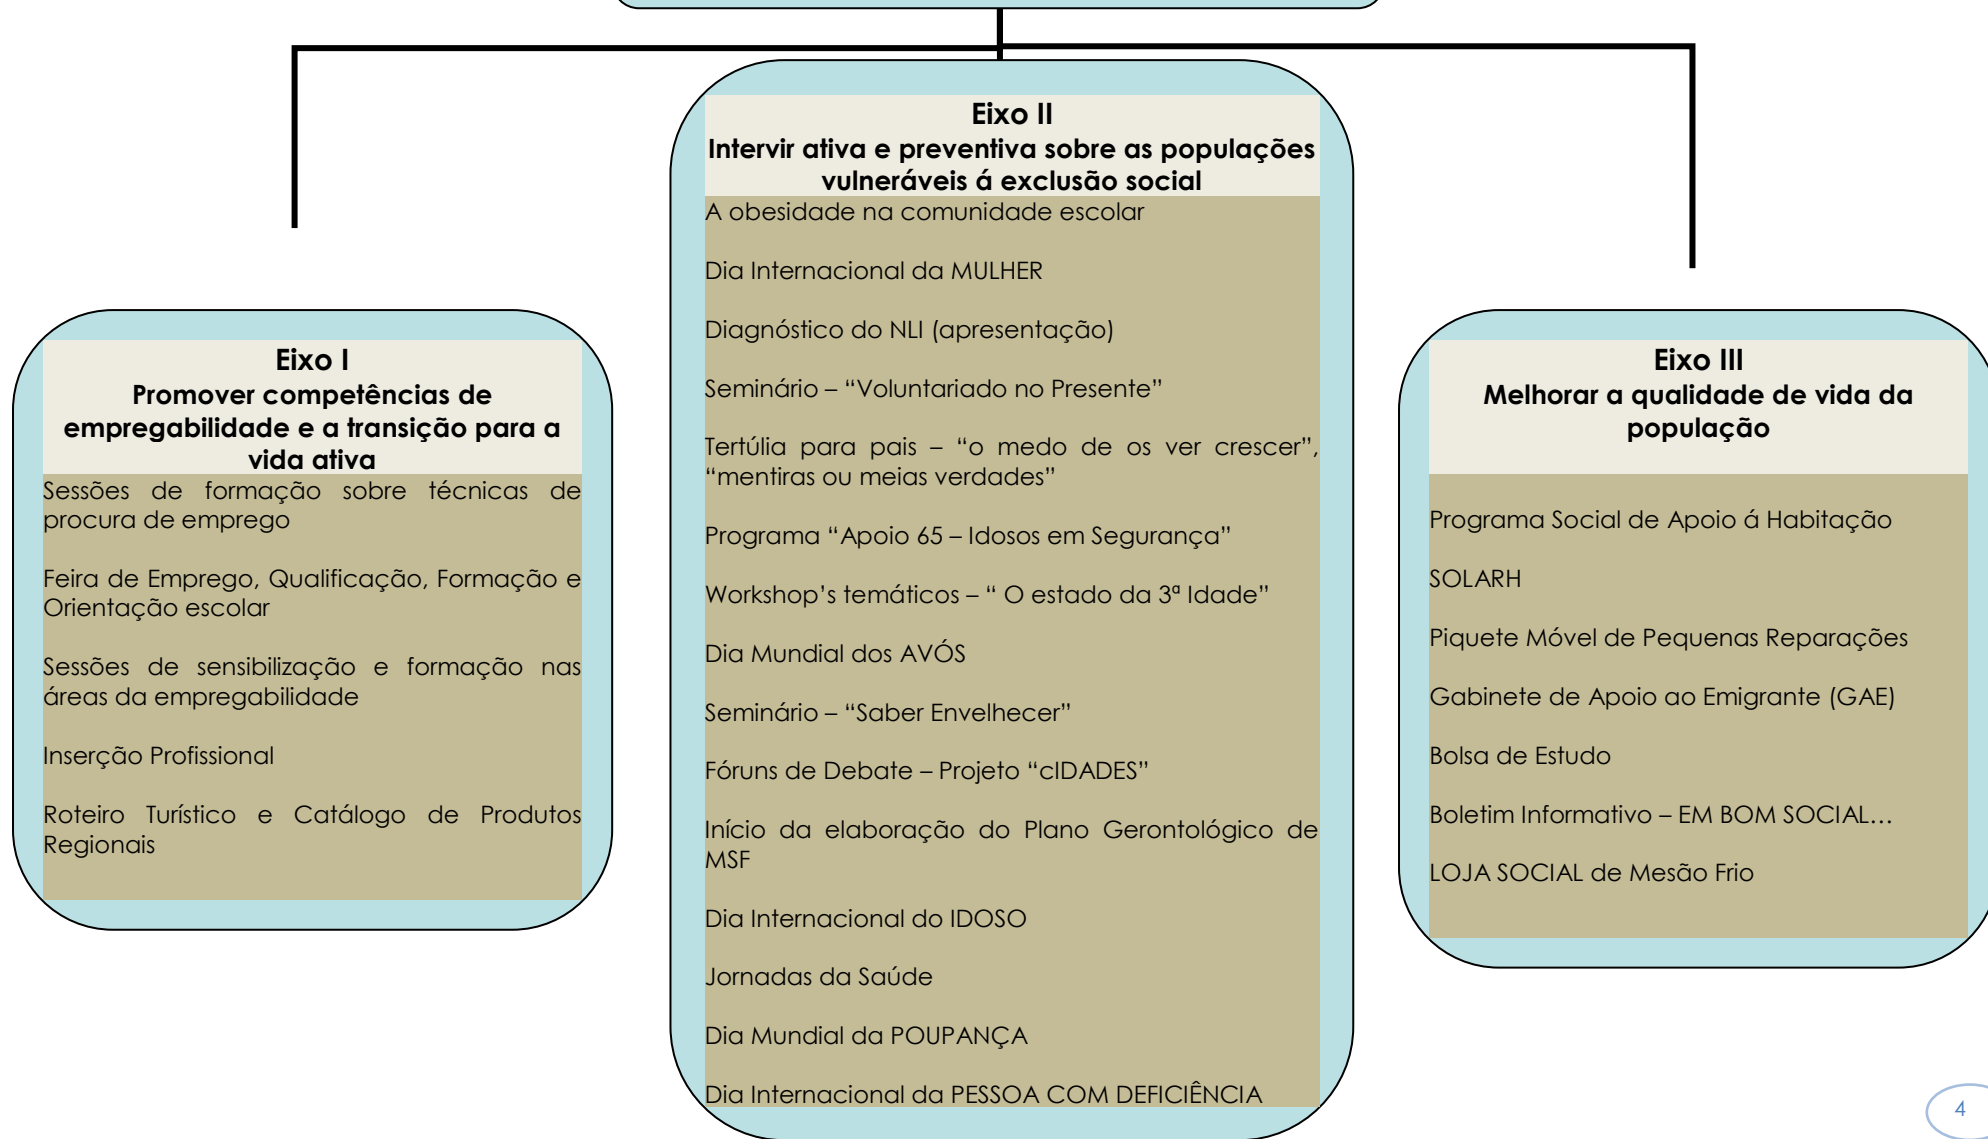 Eixo I
Promover competências de
empregabilidade e a transição para a
vida ativa
Sessões de formação sobre técnicas de
procura de emprego
Feira de Emprego, Qualificação, Formação e
Orientação escolar
Sessões de sensibilização e formação nas
áreas da empregabilidade
Inserção Profissional
Roteiro Turístico e Catálogo de Produtos
Regionais
Eixo II
Intervir ativa e preventiva sobre as populações
vulneráveis á exclusão social
A obesidade na comunidade escolar
Dia Internacional da MULHER
Diagnóstico do NLI (apresentação)
Seminário – “Voluntariado no Presente”
Tertúlia para pais – “o medo de os ver crescer”,
“mentiras ou meias verdades”
Programa “Apoio 65 – Idosos em Segurança”
Workshop’s temáticos – “ O estado da 3ª Idade”
Dia Mundial dos AVÓS
Seminário – “Saber Envelhecer”
Fóruns de Debate – Projeto “cIDADES”
Início da elaboração do Plano Gerontológico de
MSF
Dia Internacional do IDOSO
Jornadas da Saúde
Dia Mundial da POUPANÇA
Dia Internacional da PESSOA COM DEFICIÊNCIA
Eixo III
Melhorar a qualidade de vida da
população
Programa Social de Apoio á Habitação
SOLARH
Piquete Móvel de Pequenas Reparações
Gabinete de Apoio ao Emigrante (GAE)
Bolsa de Estudo
Boletim Informativo – EM BOM SOCIAL…
LOJA SOCIAL de Mesão Frio
4